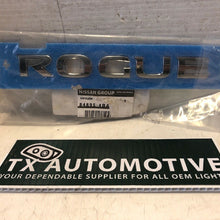 ROGUE
NISSAN GROUP
TX AUTOMOTIVE
YOUR DEPENDABLE SUPPLIER FOR ALL OEM LIGHT